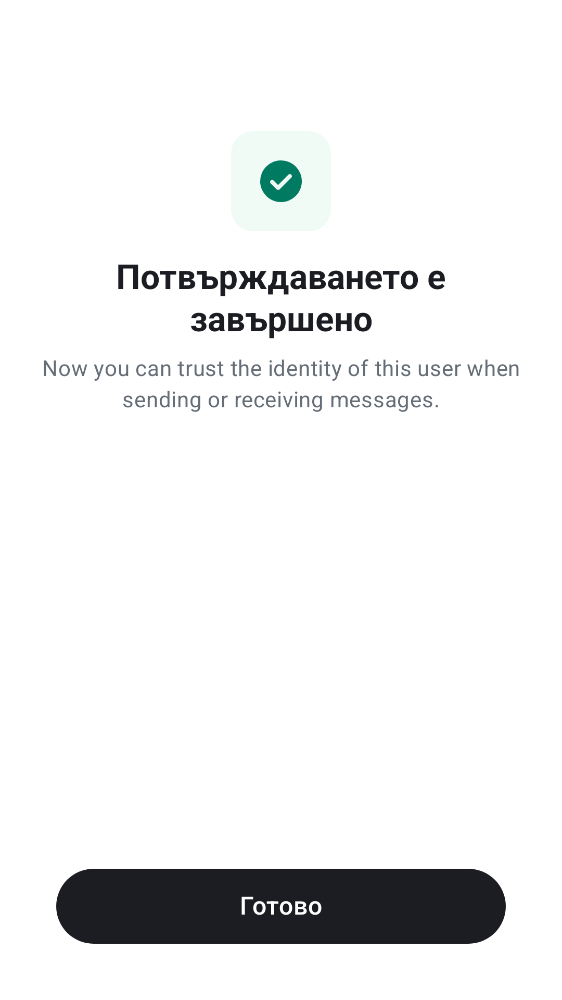 Потвърждаването е
завършено
Now you can trust the identity of this user when
sending or receiving messages.
Готово